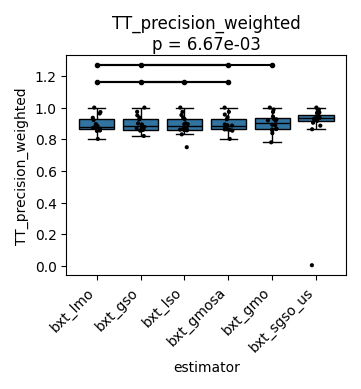 TT_precision_weighted
p = 6.67e-03
TT_precision_weighted
1.2
1.0
0.8
0.6
0.4
0.2
0.0
bxt_lmo
bxt_gso
bxt_lso
bxt_gmosa
bxt_gmo
bxt_sgso_us
estimator